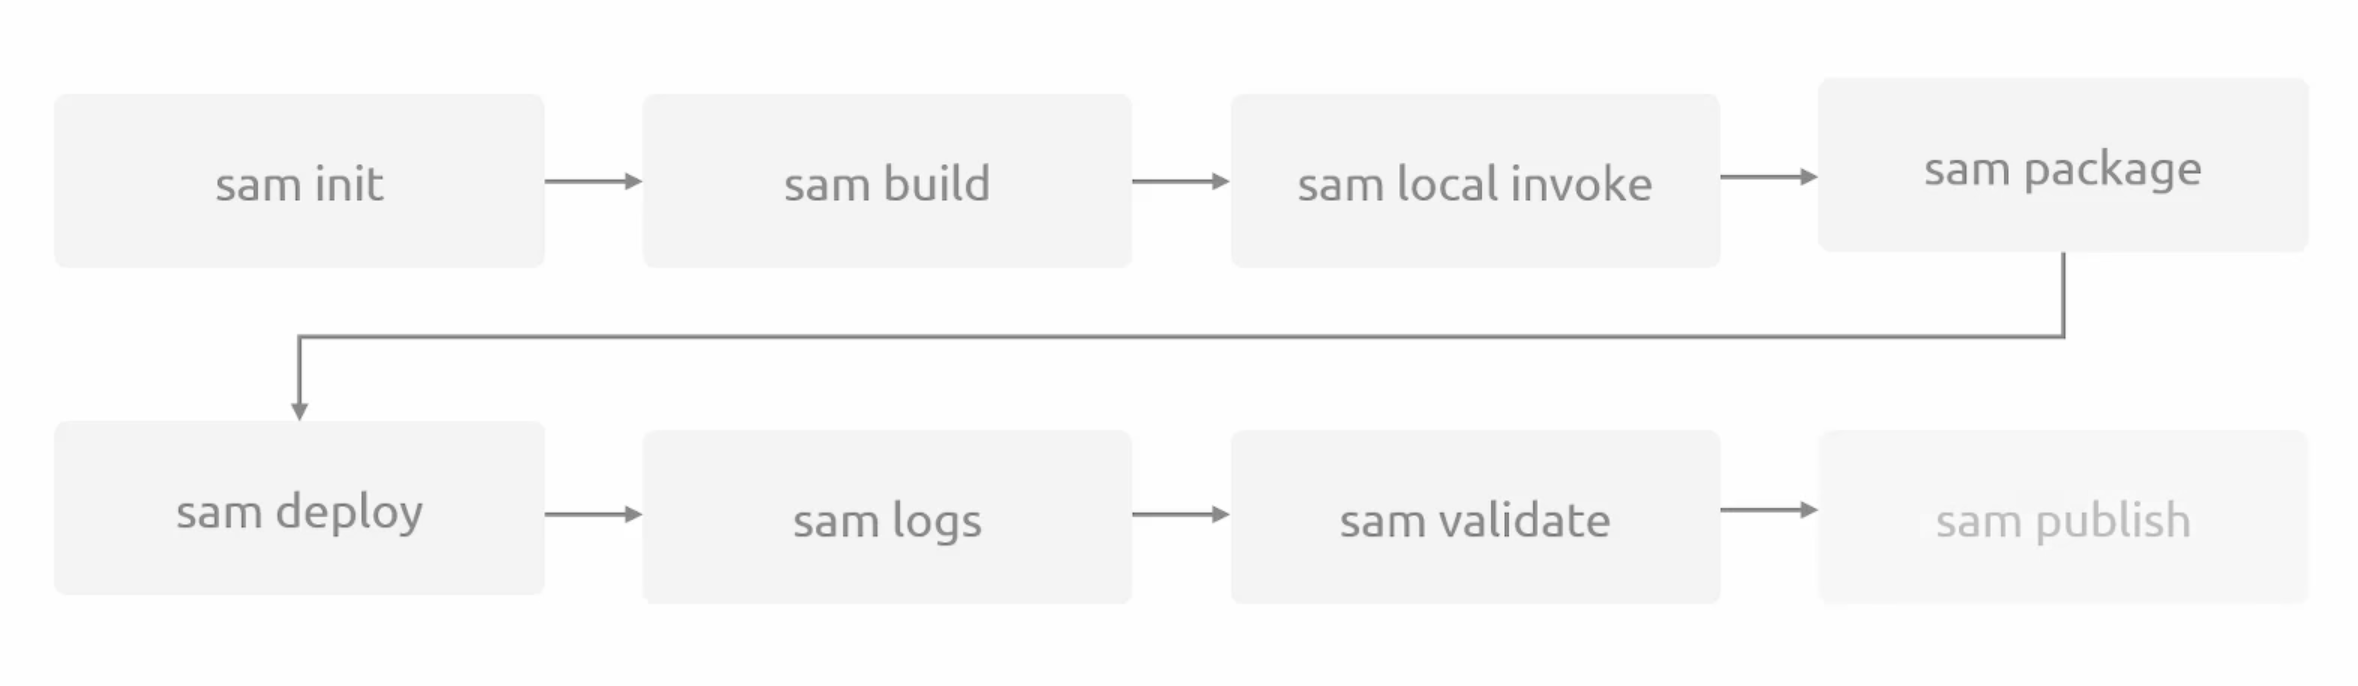 sam init
sam build
sam local invoke
sam package
sam deploy
sam logs
sam validate
sam publish